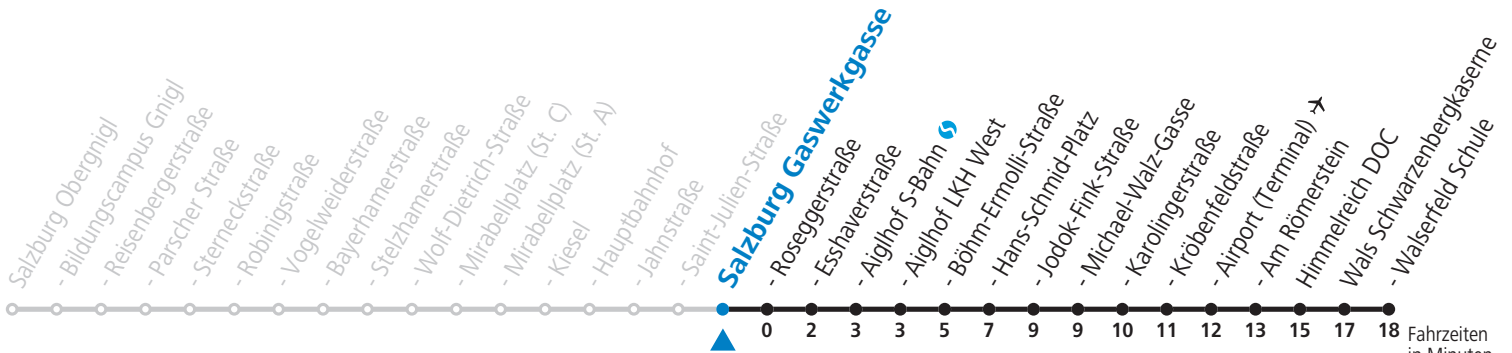 Salzburg Obergnigl
- Bildungscampus Gnigl
- Reisenbergerstraße
- Parscher Straße
- Sterneckstraße
- Robinigstraße
- Vogelweiderstraße
- Bayerhamerstraße
- Stelzhamerstraße
- Wolf-Dietrich-Straße
- Mirabellplatz (St. C)
- Mirabellplatz (St. A)
- Kiesel
- Hauptbahnhof
- Jahnstraße
- Saint-Julien-Straße
Salzburg Gaswerkgasse
- Roseggerstraße
- Esshaverstraße
- Aiglhof S-Bahn
- Aiglhof LKH West
- Böhm-Ermolli-Straße
- Hans-Schmid-Platz
- Jodok-Fink-Straße
- Michael-Walz-Gasse
- Karolingerstraße
- Kröbenfeldstraße
- Airport (Terminal)
- Am Römerstein
Himmelreich DOC
Wals Schwarzenbergkaserne
- Walserfeld Schule
0 2 3 3 5 7 9 9 10 11 12 13 15 17 18 Fahrzeiten
in Minuten